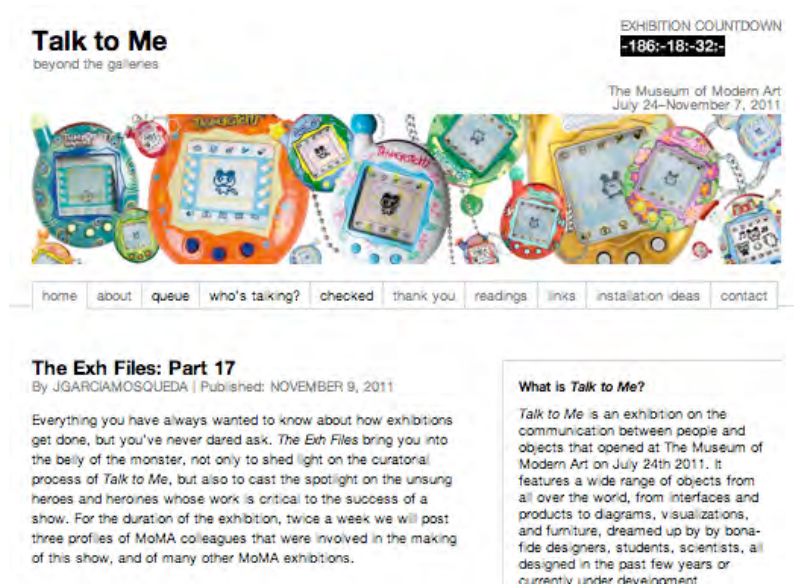 Talk to Me
beyond the galleries
EXHIBITION COUNTDOWN
-186:-18:-32:-
The Museum of Modern Art
July 24–November 7, 2011
home about queue who's talking? checked thank you readings links installation ideas contact
The Exh Files: Part 17
By JGARCIAMOSQUEDA | Published: NOVEMBER 9, 2011
Everything you have always wanted to know about how exhibitions
get done, but you've never dared ask. The Exh Files bring you into
the belly of the monster, not only to shed light on the curatorial
process of Talk to Me, but also to cast the spotlight on the unsung
heroes and heroines whose work is critical to the success of a
show. For the duration of the exhibition, twice a week we will post
three profiles of MoMA colleagues that were involved in the making
of this show, and of many other MoMA exhibitions.
What is Talk to Me?
Talk to Me is an exhibition on the
communication between people and
objects that opened at The Museum of
Modern Art on July 24th 2011. It
features a wide range of objects from
all over the world, from interfaces and
products to diagrams, visualizations,
and furniture, dreamed up by by bona-
fide designers, students, scientists, all
designed in the past few years or
currently under development